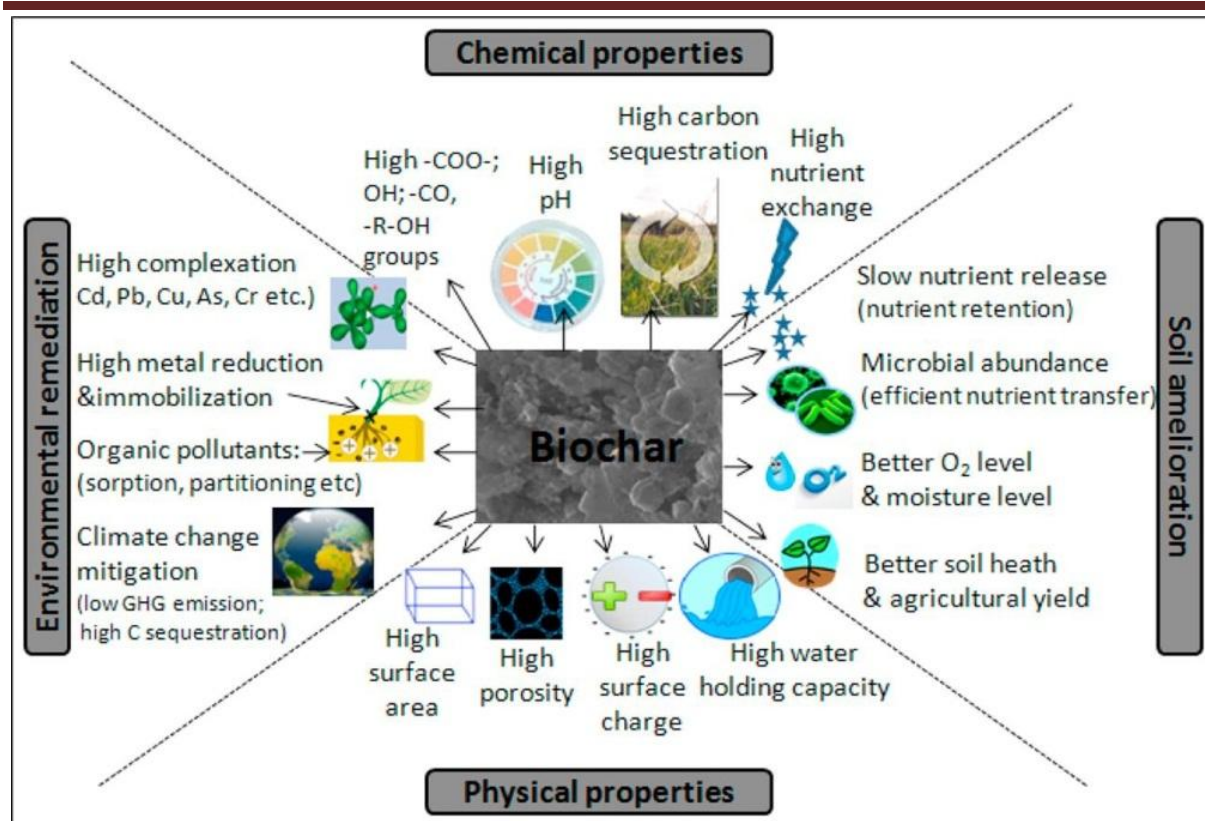 Chemical properties
High -COO-;
OH; -CO,
-R-OH
groups
High
pH
High carbon
sequestration
High
nutrient
exchange
Environmental remediation
High complexation
Cd, Pb, Cu, As, Cr etc.)
High metal reduction
&immobilization
Organic pollutants:
(sorption, partitioning etc)
Climate change
mitigation
(low GHG emission;
high C sequestration)
Biochar
Slow nutrient release
(nutrient retention)
Microbial abundance
(efficient nutrient transfer)
Better O₂ level
& moisture level
Better soil heath
& agricultural yield
Soil amelioration
High
surface
area
High
porosity
High
surface
charge
High water
holding capacity
Physical properties